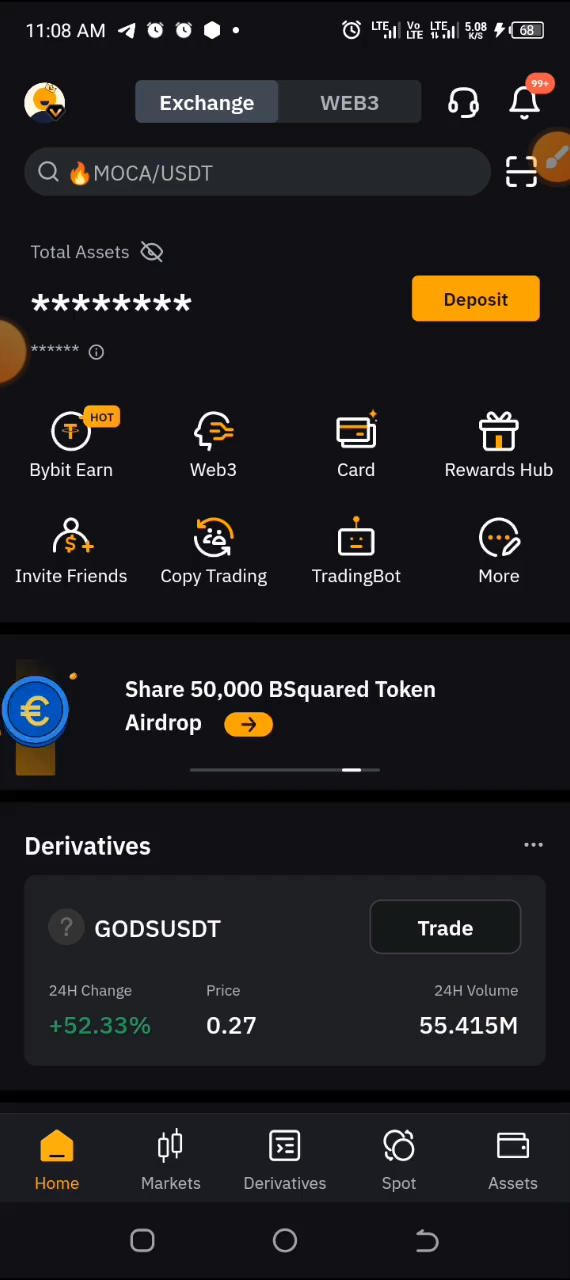 11:08 AM
LTE Vo LTE LTE 5.08 K/S 68
Exchange WEB3 99+
🔥MOCA/USDT
Total Assets
********
Deposit
******
HOT
Bybit Earn Web3 Card Rewards Hub
Invite Friends Copy Trading TradingBot More
Share 50,000 BSquared Token
Airdrop
Derivatives
GODSUSDT Trade
24H Change Price 24H Volume
+52.33% 0.27 55.415M
Home Markets Derivatives Spot Assets